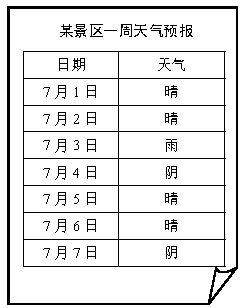 某景区一周天气预报
日期 天气
7月1日 晴
7月2日 晴
7月3日 雨
7月4日 阴
7月5日 晴
7月6日 晴
7月7日 阴